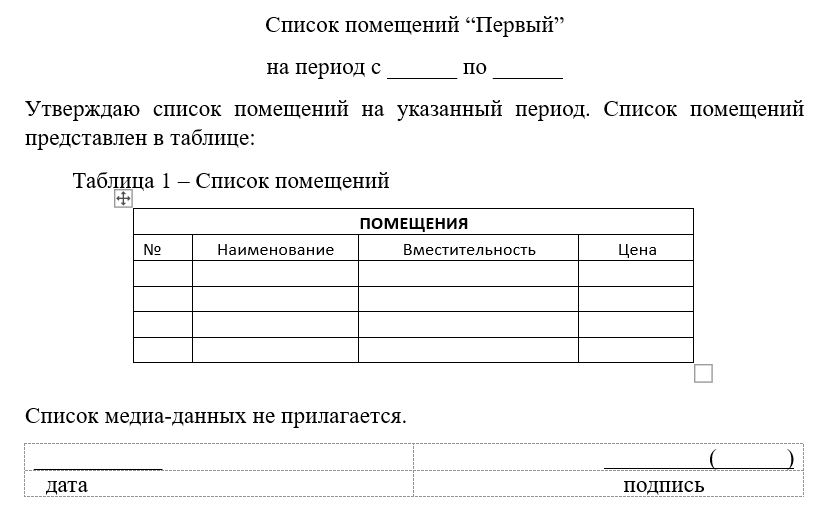 Список помещений “Первый”
на период с ______ по ______
Утверждаю список помещений на указанный период. Список помещений
представлен в таблице:
Таблица 1 – Список помещений
ПОМЕЩЕНИЯ
№ Наименование Вместительность Цена
Список медиа-данных не прилагается.
___________ _________(______)
дата подпись